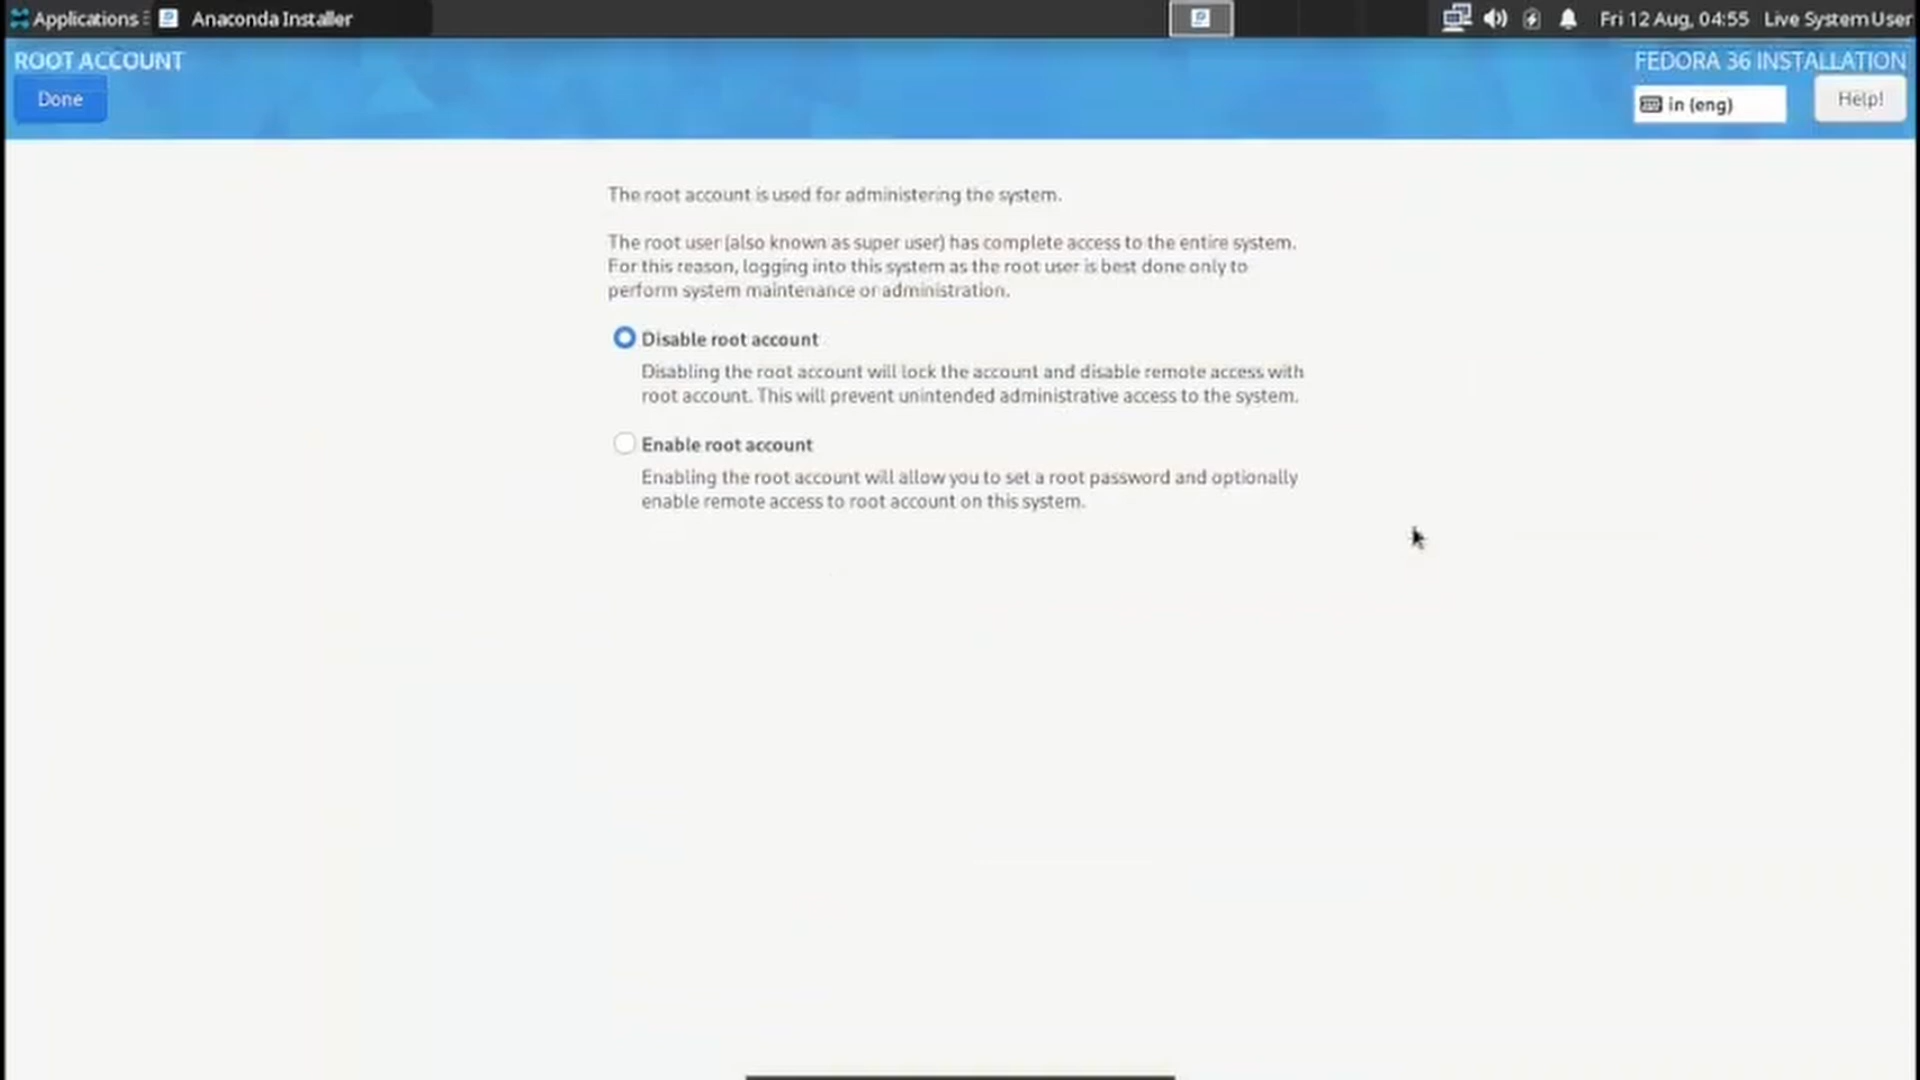 Applications
Anaconda Installer
Fri 12 Aug, 04:55
Live System User
ROOT ACCOUNT
FEDORA 36 INSTALLATION
Done
in (eng)
Help!
The root account is used for administering the system.
The root user (also known as super user) has complete access to the entire system.
For this reason, logging into this system as the root user is best done only to
perform system maintenance or administration.
Disable root account
Disabling the root account will lock the account and disable remote access with
root account. This will prevent unintended administrative access to the system.
Enable root account
Enabling the root account will allow you to set a root password and optionally
enable remote access to root account on this system.